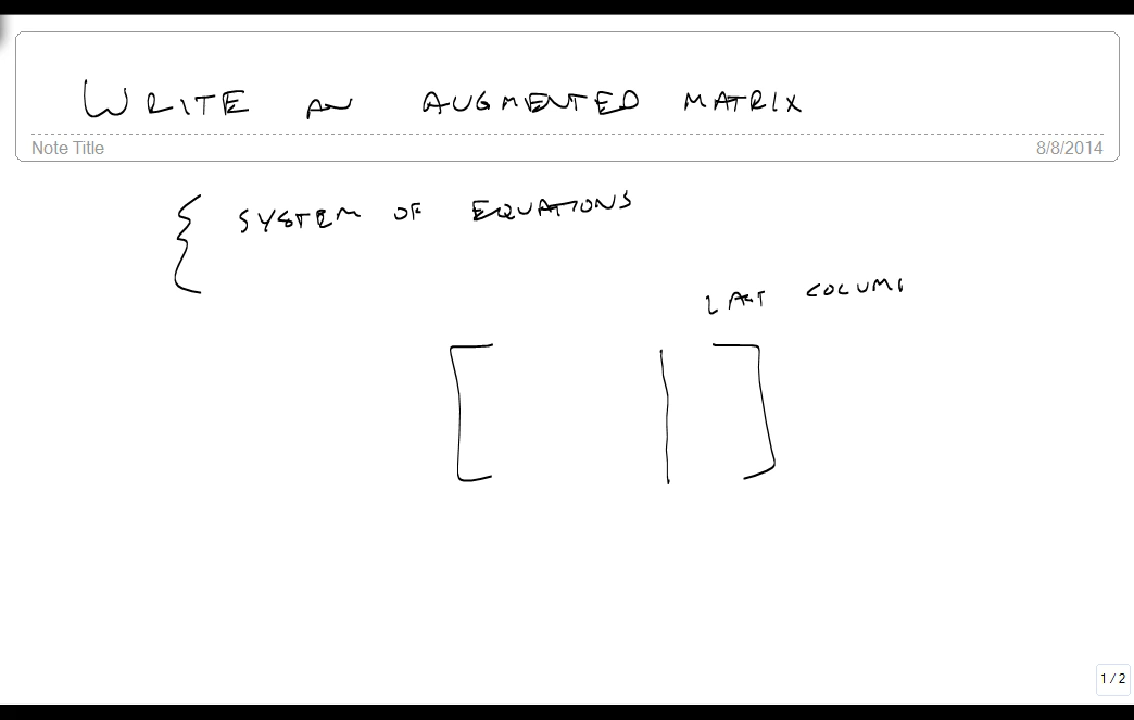 WRITE AN AUGMENTED MATRIX
Note Title
8/8/2014
SYSTEM OF EQUATIONS
LAST COLUMN
1 / 2